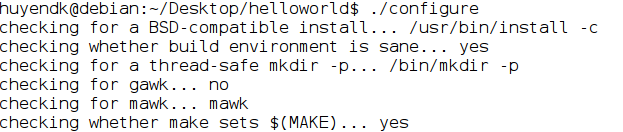 huyendk@debian:~/Desktop/helloworld$ ./configure
checking for a BSD-compatible install... /usr/bin/install -c
checking whether build environment is sane... yes
checking for a thread-safe mkdir -p... /bin/mkdir -p
checking for gawk... no
checking for mawk... mawk
checking whether make sets $(MAKE)... yes